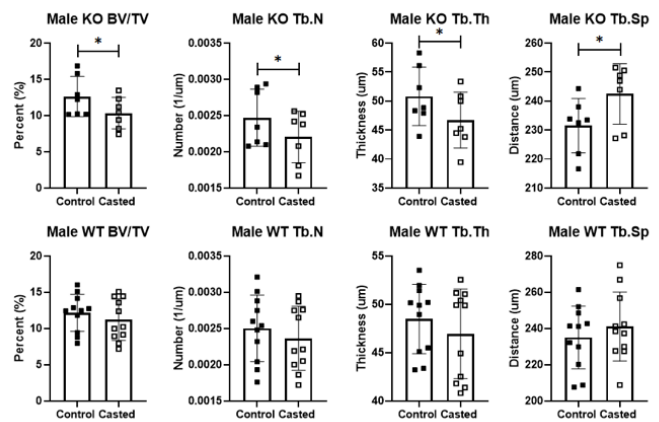 Male KO BV/TV
Percent (%)
20
15
10
5
0
*
Control Casted
Male KO Tb.N
Number (1/um)
0.0035
0.0030
0.0025
0.0020
0.0015
*
Control Casted
Male KO Tb.Th
Thickness (um)
60
55
50
45
40
35
*
Control Casted
Male KO Tb.Sp
Distance (um)
260
250
240
230
220
210
*
Control Casted
Male WT BV/TV
Percent (%)
20
15
10
5
0
Control Casted
Male WT Tb.N
Number (1/um)
0.0035
0.0030
0.0025
0.0020
0.0015
Control Casted
Male WT Tb.Th
Thickness (um)
55
50
45
40
Control Casted
Male WT Tb.Sp
Distance (um)
280
260
240
220
200
Control Casted